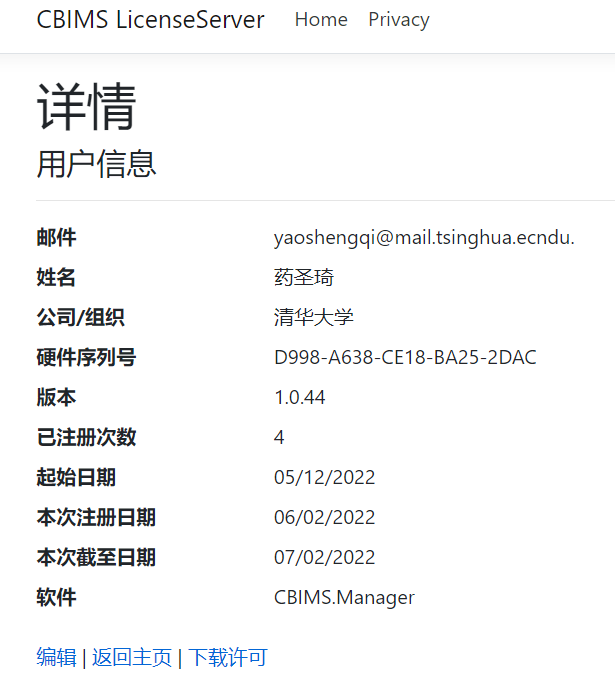 CBIMS LicenseServer Home Privacy
详情
用户信息
邮件 yaoshengqi@mail.tsinghua.ecndu.
姓名 药圣琦
公司/组织 清华大学
硬件序列号 D998-A638-CE18-BA25-2DAC
版本 1.0.44
已注册次数 4
起始日期 05/12/2022
本次注册日期 06/02/2022
本次截至日期 07/02/2022
软件 CBIMS.Manager
编辑 | 返回主页 | 下载许可